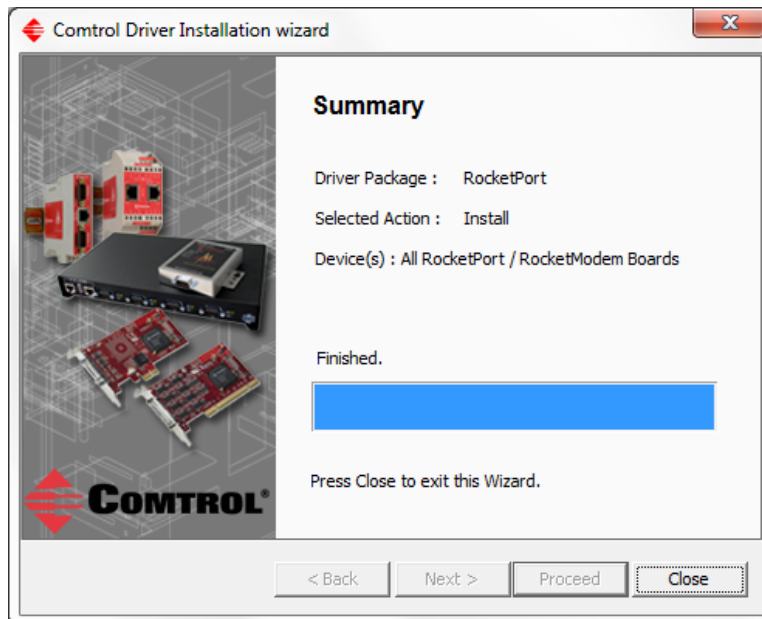 Comtrol Driver Installation wizard
Summary
Driver Package : RocketPort
Selected Action : Install
Device(s) : All RocketPort / RocketModem Boards
Finished.
Press Close to exit this Wizard.
COMTROL®
< Back Next > Proceed Close